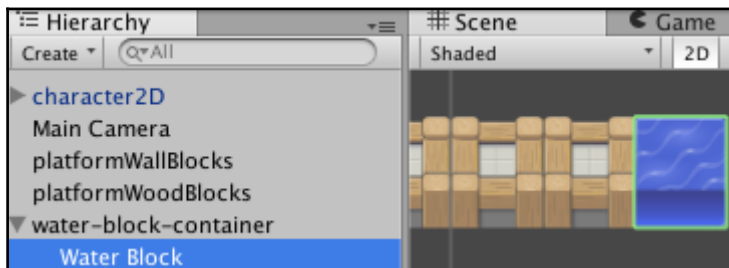 Hierarchy
Create
All
character2D
Main Camera
platformWallBlocks
platformWoodBlocks
water-block-container
Water Block
Scene
Game
Shaded
2D